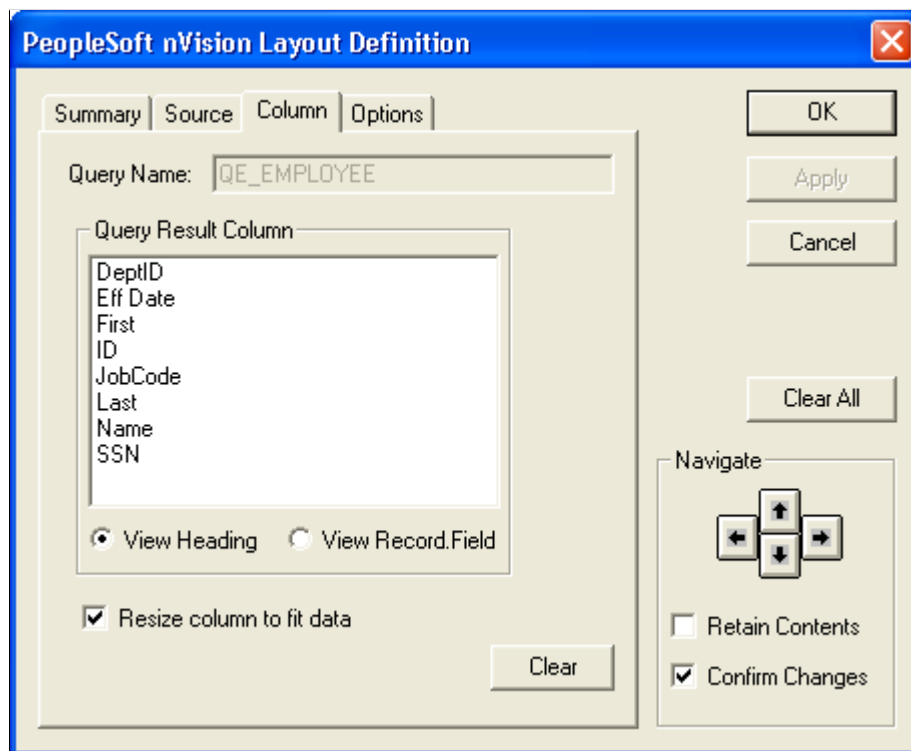 PeopleSoft nVision Layout Definition
Summary Source Column Options
OK
Query Name: QE_EMPLOYEE
Apply
Query Result Column
Cancel
DeptID
Eff Date
First
ID
JobCode
Last
Name
SSN
Clear All
Navigate
View Heading View Record.Field
Resize column to fit data
Retain Contents
Clear
Confirm Changes